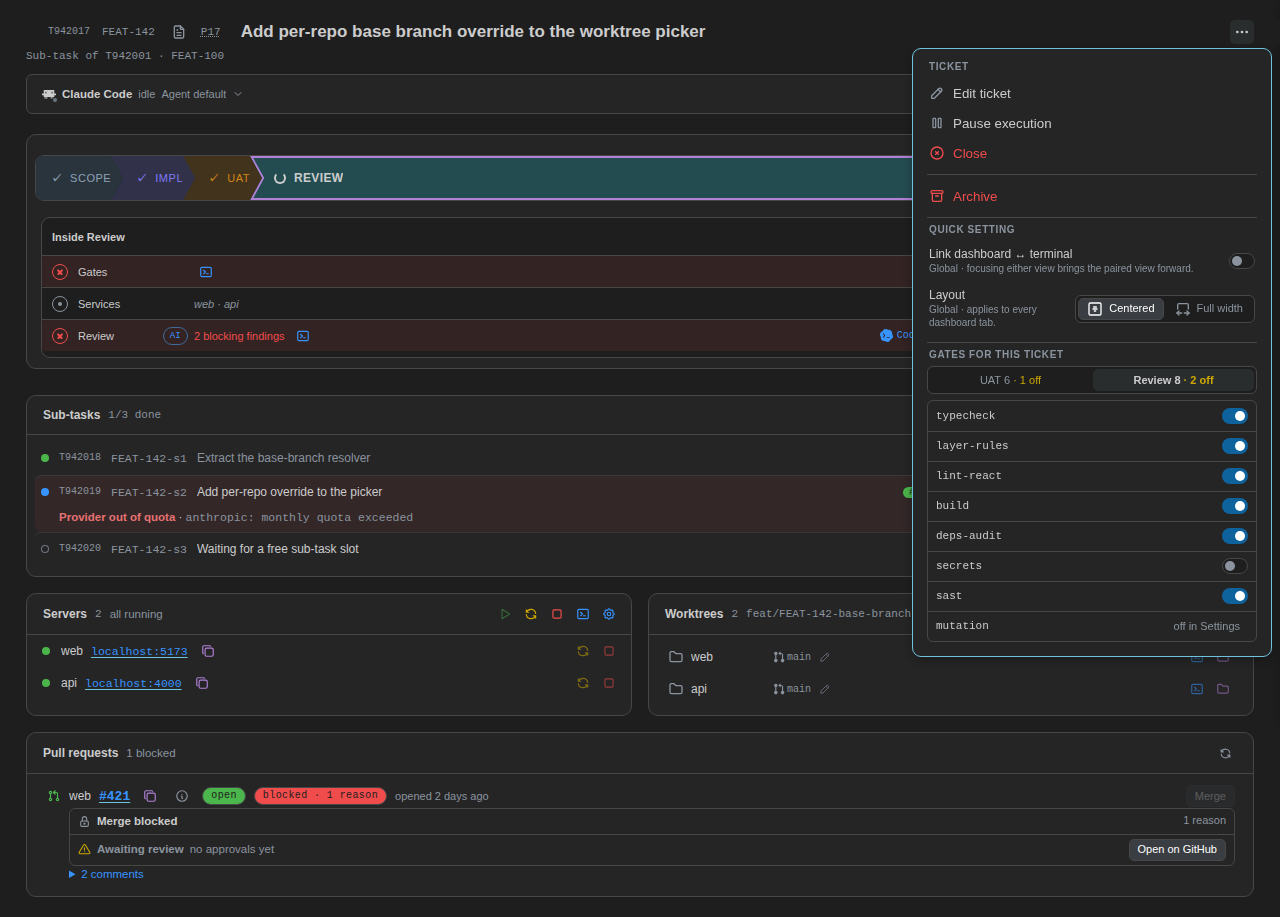 T942017 FEAT-142 P17 Add per-repo base branch override to the worktree picker
Sub-task of T942001 · FEAT-100
Claude Code idle Agent default
SCOPE IMPL UAT REVIEW
Inside Review
Gates
Services web · api
Review AI 2 blocking findings
Sub-tasks 1/3 done
T942018 FEAT-142-s1 Extract the base-branch resolver
T942019 FEAT-142-s2 Add per-repo override to the picker
Provider out of quota · anthropic: monthly quota exceeded
T942020 FEAT-142-s3 Waiting for a free sub-task slot
Servers 2 all running
web localhost:5173
api localhost:4000
Worktrees 2 feat/FEAT-142-base-branch
web main
api main
Pull requests 1 blocked
web #421 open blocked · 1 reason opened 2 days ago Merge
Merge blocked 1 reason
Awaiting review no approvals yet Open on GitHub
2 comments
TICKET
Edit ticket
Pause execution
Close
Archive
QUICK SETTING
Link dashboard ↔ terminal
Global · focusing either view brings the paired view forward.
Layout
Global · applies to every
dashboard tab.
Centered Full width
GATES FOR THIS TICKET
UAT 6 · 1 off Review 8 · 2 off
typecheck
layer-rules
lint-react
build
deps-audit
secrets
sast
mutation off in Settings